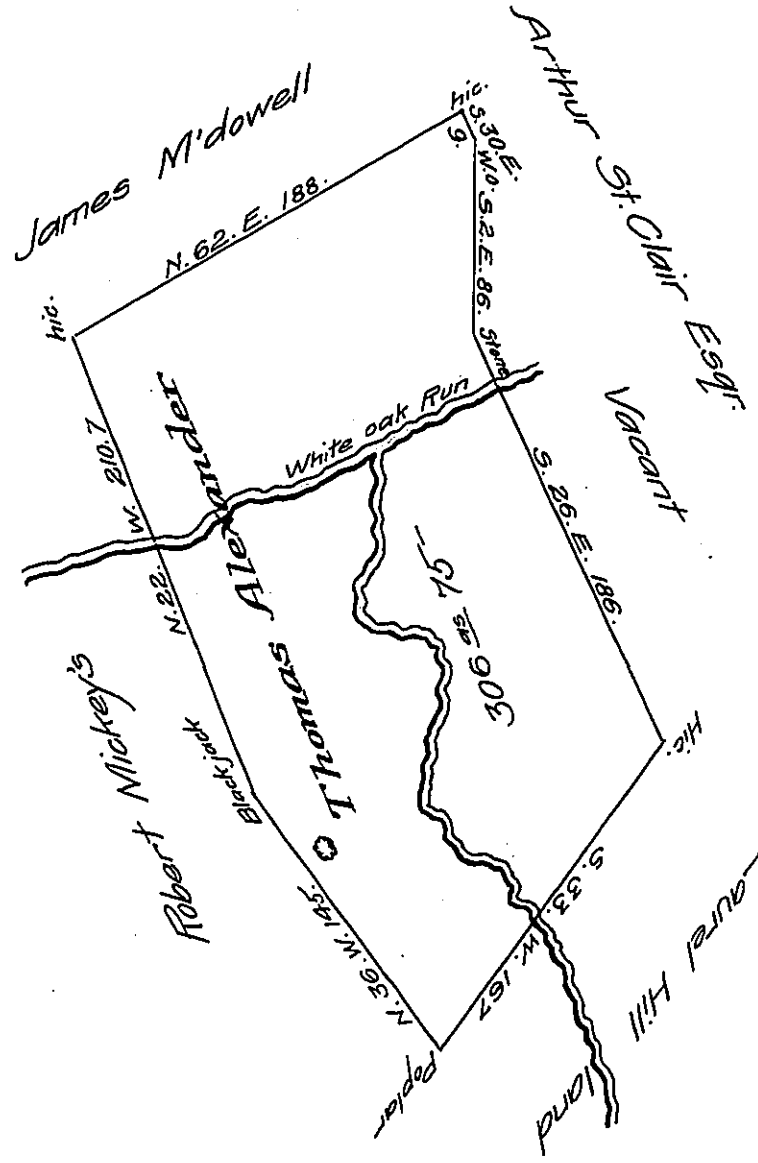 James M'dowell
Arthur St. Clair Esqr.
hic.
S. 30. E.
9.
W.O. S. 2. E. 86. Stone
N. 62. E. 188.
hic.
Vacant
White oak Run
N. 22. W. 210.7
Thomas Alexander
306 as 75
S. 26. E. 186.
Robert Mickey's
Blackjack
Hic.
N. 36. W. 145.
S. 33. W. 167
Poplar
Laurel Hill
land